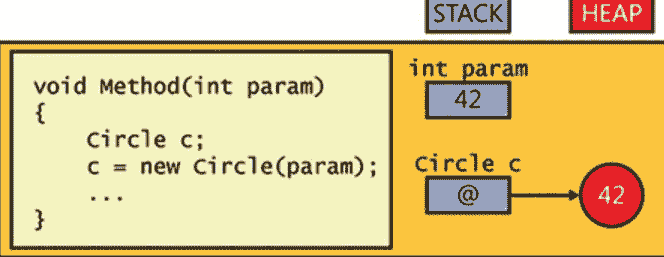 STACK HEAP
void Method(int param)
{
Circle c;
c = new Circle(param);
...
}
int param
42
Circle c
@ 42